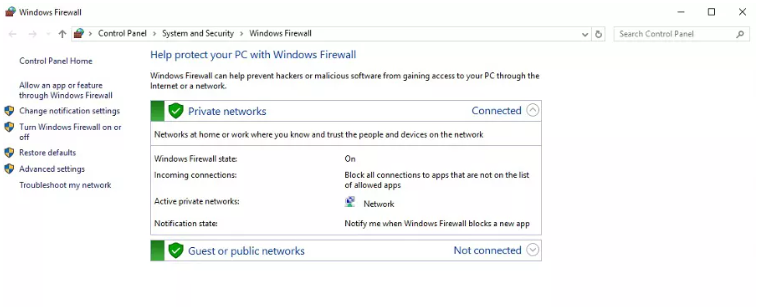 Windows Firewall
Control Panel > System and Security > Windows Firewall
Search Control Panel
Control Panel Home
Allow an app or feature
through Windows Firewall
Change notification settings
Turn Windows Firewall on or
off
Restore defaults
Advanced settings
Troubleshoot my network
Help protect your PC with Windows Firewall
Windows Firewall can help prevent hackers or malicious software from gaining access to your PC through the
Internet or a network.
Private networks Connected
Networks at home or work where you know and trust the people and devices on the network
Windows Firewall state: On
Incoming connections: Block all connections to apps that are not on the list
of allowed apps
Active private networks: Network
Notification state: Notify me when Windows Firewall blocks a new app
Guest or public networks Not connected